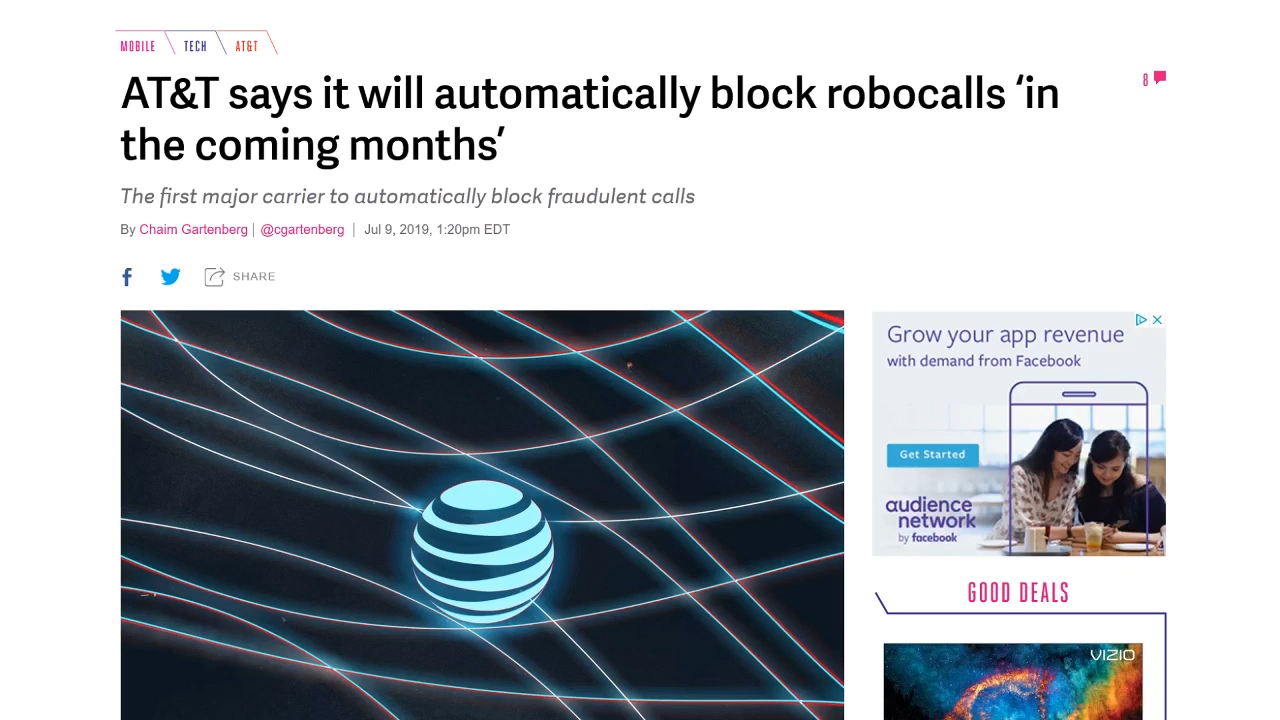 MOBILE TECH AT&T
AT&T says it will automatically block robocalls ‘in
the coming months’
8
The first major carrier to automatically block fraudulent calls
By Chaim Gartenberg | @cgartenberg | Jul 9, 2019, 1:20pm EDT
SHARE
Grow your app revenue
with demand from Facebook
Get Started
audience
network
by facebook
GOOD DEALS
VIZIO